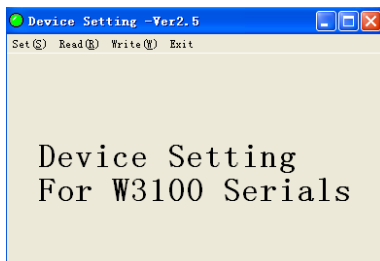 Device Setting -Ver2.5
Set(S) Read(R) Write(W) Exit
Device Setting
For W3100 Serials